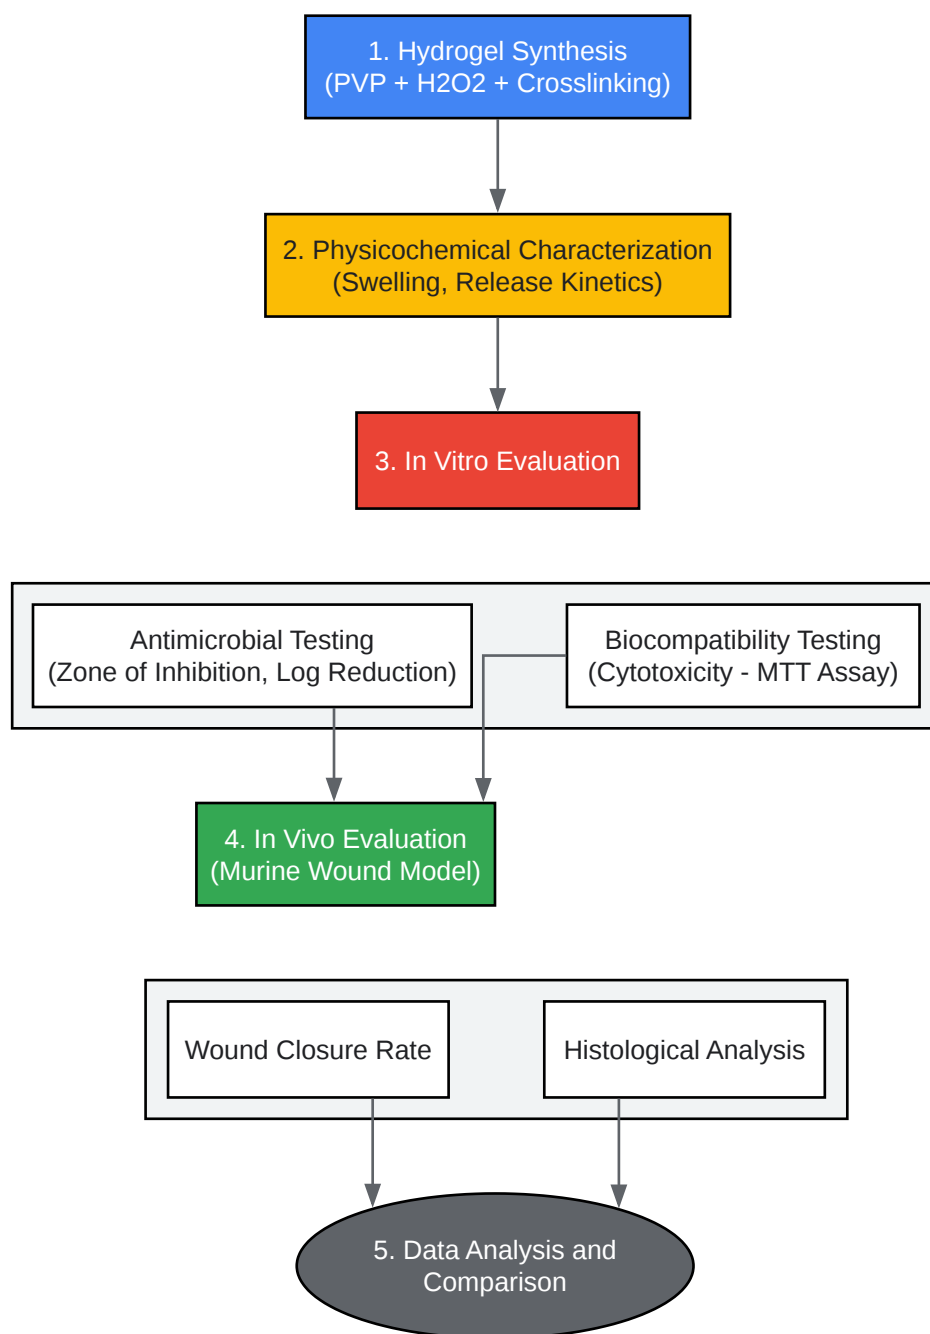 1. Hydrogel Synthesis
(PVP + H2O2 + Crosslinking)
2. Physicochemical Characterization
(Swelling, Release Kinetics)
3. In Vitro Evaluation
Antimicrobial Testing
(Zone of Inhibition, Log Reduction)
Biocompatibility Testing
(Cytotoxicity - MTT Assay)
4. In Vivo Evaluation
(Murine Wound Model)
Wound Closure Rate
Histological Analysis
5. Data Analysis and
Comparison